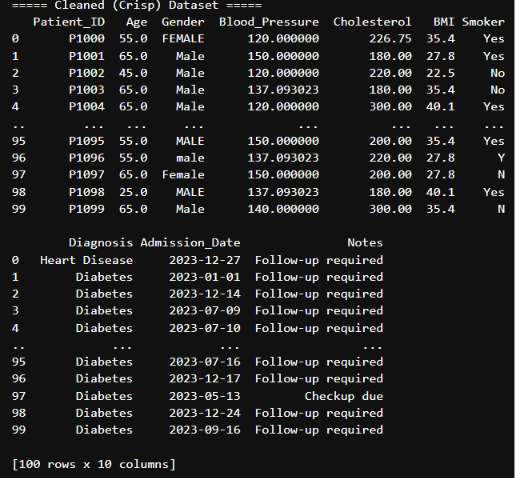 ===== Cleaned (Crisp) Dataset =====
   Patient_ID   Age  Gender  Blood_Pressure  Cholesterol   BMI Smoker
0       P1000  55.0  FEMALE      120.000000       226.75  35.4    Yes
1       P1001  65.0    Male      150.000000       180.00  27.8    Yes
2       P1002  45.0    Male      120.000000       220.00  22.5     No
3       P1003  65.0    Male      137.093023       180.00  35.4     No
4       P1004  65.0    Male      120.000000       300.00  40.1    Yes
..        ...   ...     ...             ...          ...   ...    ...
95      P1095  55.0    MALE      150.000000       200.00  35.4    Yes
96      P1096  55.0    male      137.093023       220.00  27.8      Y
97      P1097  65.0  Female      150.000000       200.00  27.8      N
98      P1098  25.0    MALE      137.093023       180.00  40.1    Yes
99      P1099  65.0    Male      140.000000       300.00  35.4      N
        Diagnosis Admission_Date               Notes
0   Heart Disease     2023-12-27  Follow-up required
1        Diabetes     2023-01-01  Follow-up required
2        Diabetes     2023-12-14  Follow-up required
3        Diabetes     2023-07-09  Follow-up required
4        Diabetes     2023-07-10  Follow-up required
..            ...            ...                 ...
95       Diabetes     2023-07-16  Follow-up required
96       Diabetes     2023-12-17  Follow-up required
97       Diabetes     2023-05-13         Checkup due
98       Diabetes     2023-12-24  Follow-up required
99       Diabetes     2023-09-16  Follow-up required
[100 rows x 10 columns]